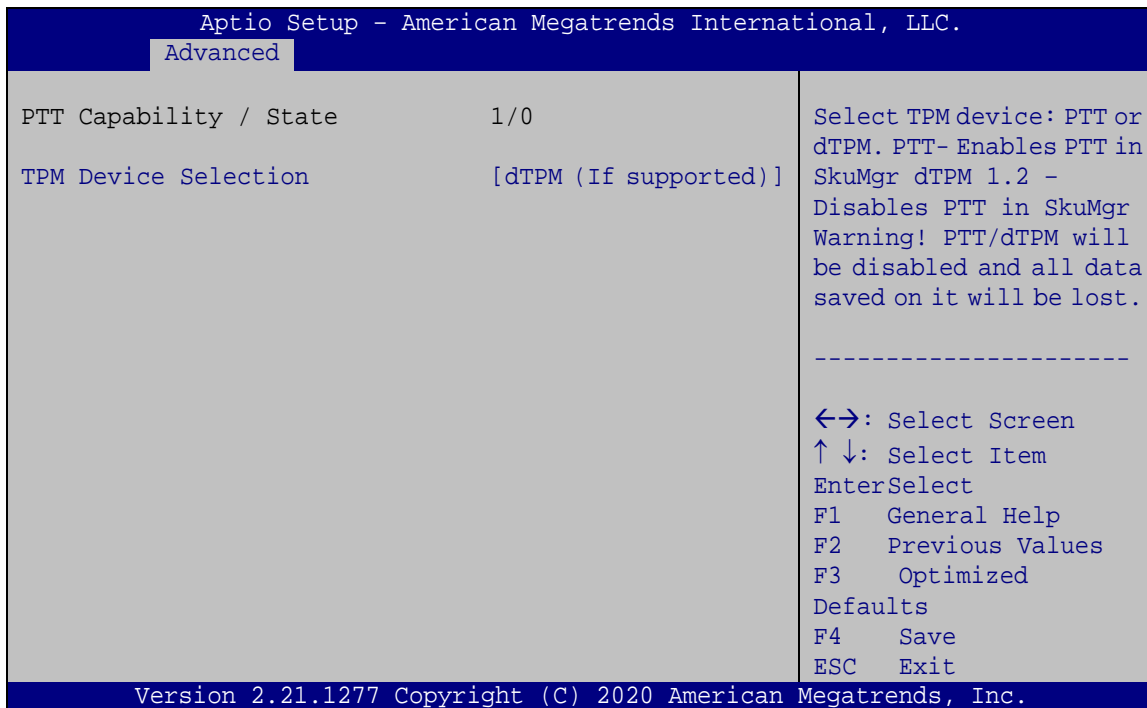 Aptio Setup – American Megatrends International, LLC.
Advanced
PTT Capability / State 1/0
TPM Device Selection [dTPM (If supported)]
Select TPM device: PTT or
dTPM. PTT- Enables PTT in
SkuMgr dTPM 1.2 –
Disables PTT in SkuMgr
Warning! PTT/dTPM will
be disabled and all data
saved on it will be lost.
----------------------
←→: Select Screen
↑ ↓: Select Item
EnterSelect
F1 General Help
F2 Previous Values
F3 Optimized
Defaults
F4 Save
ESC Exit
Version 2.21.1277 Copyright (C) 2020 American Megatrends, Inc.